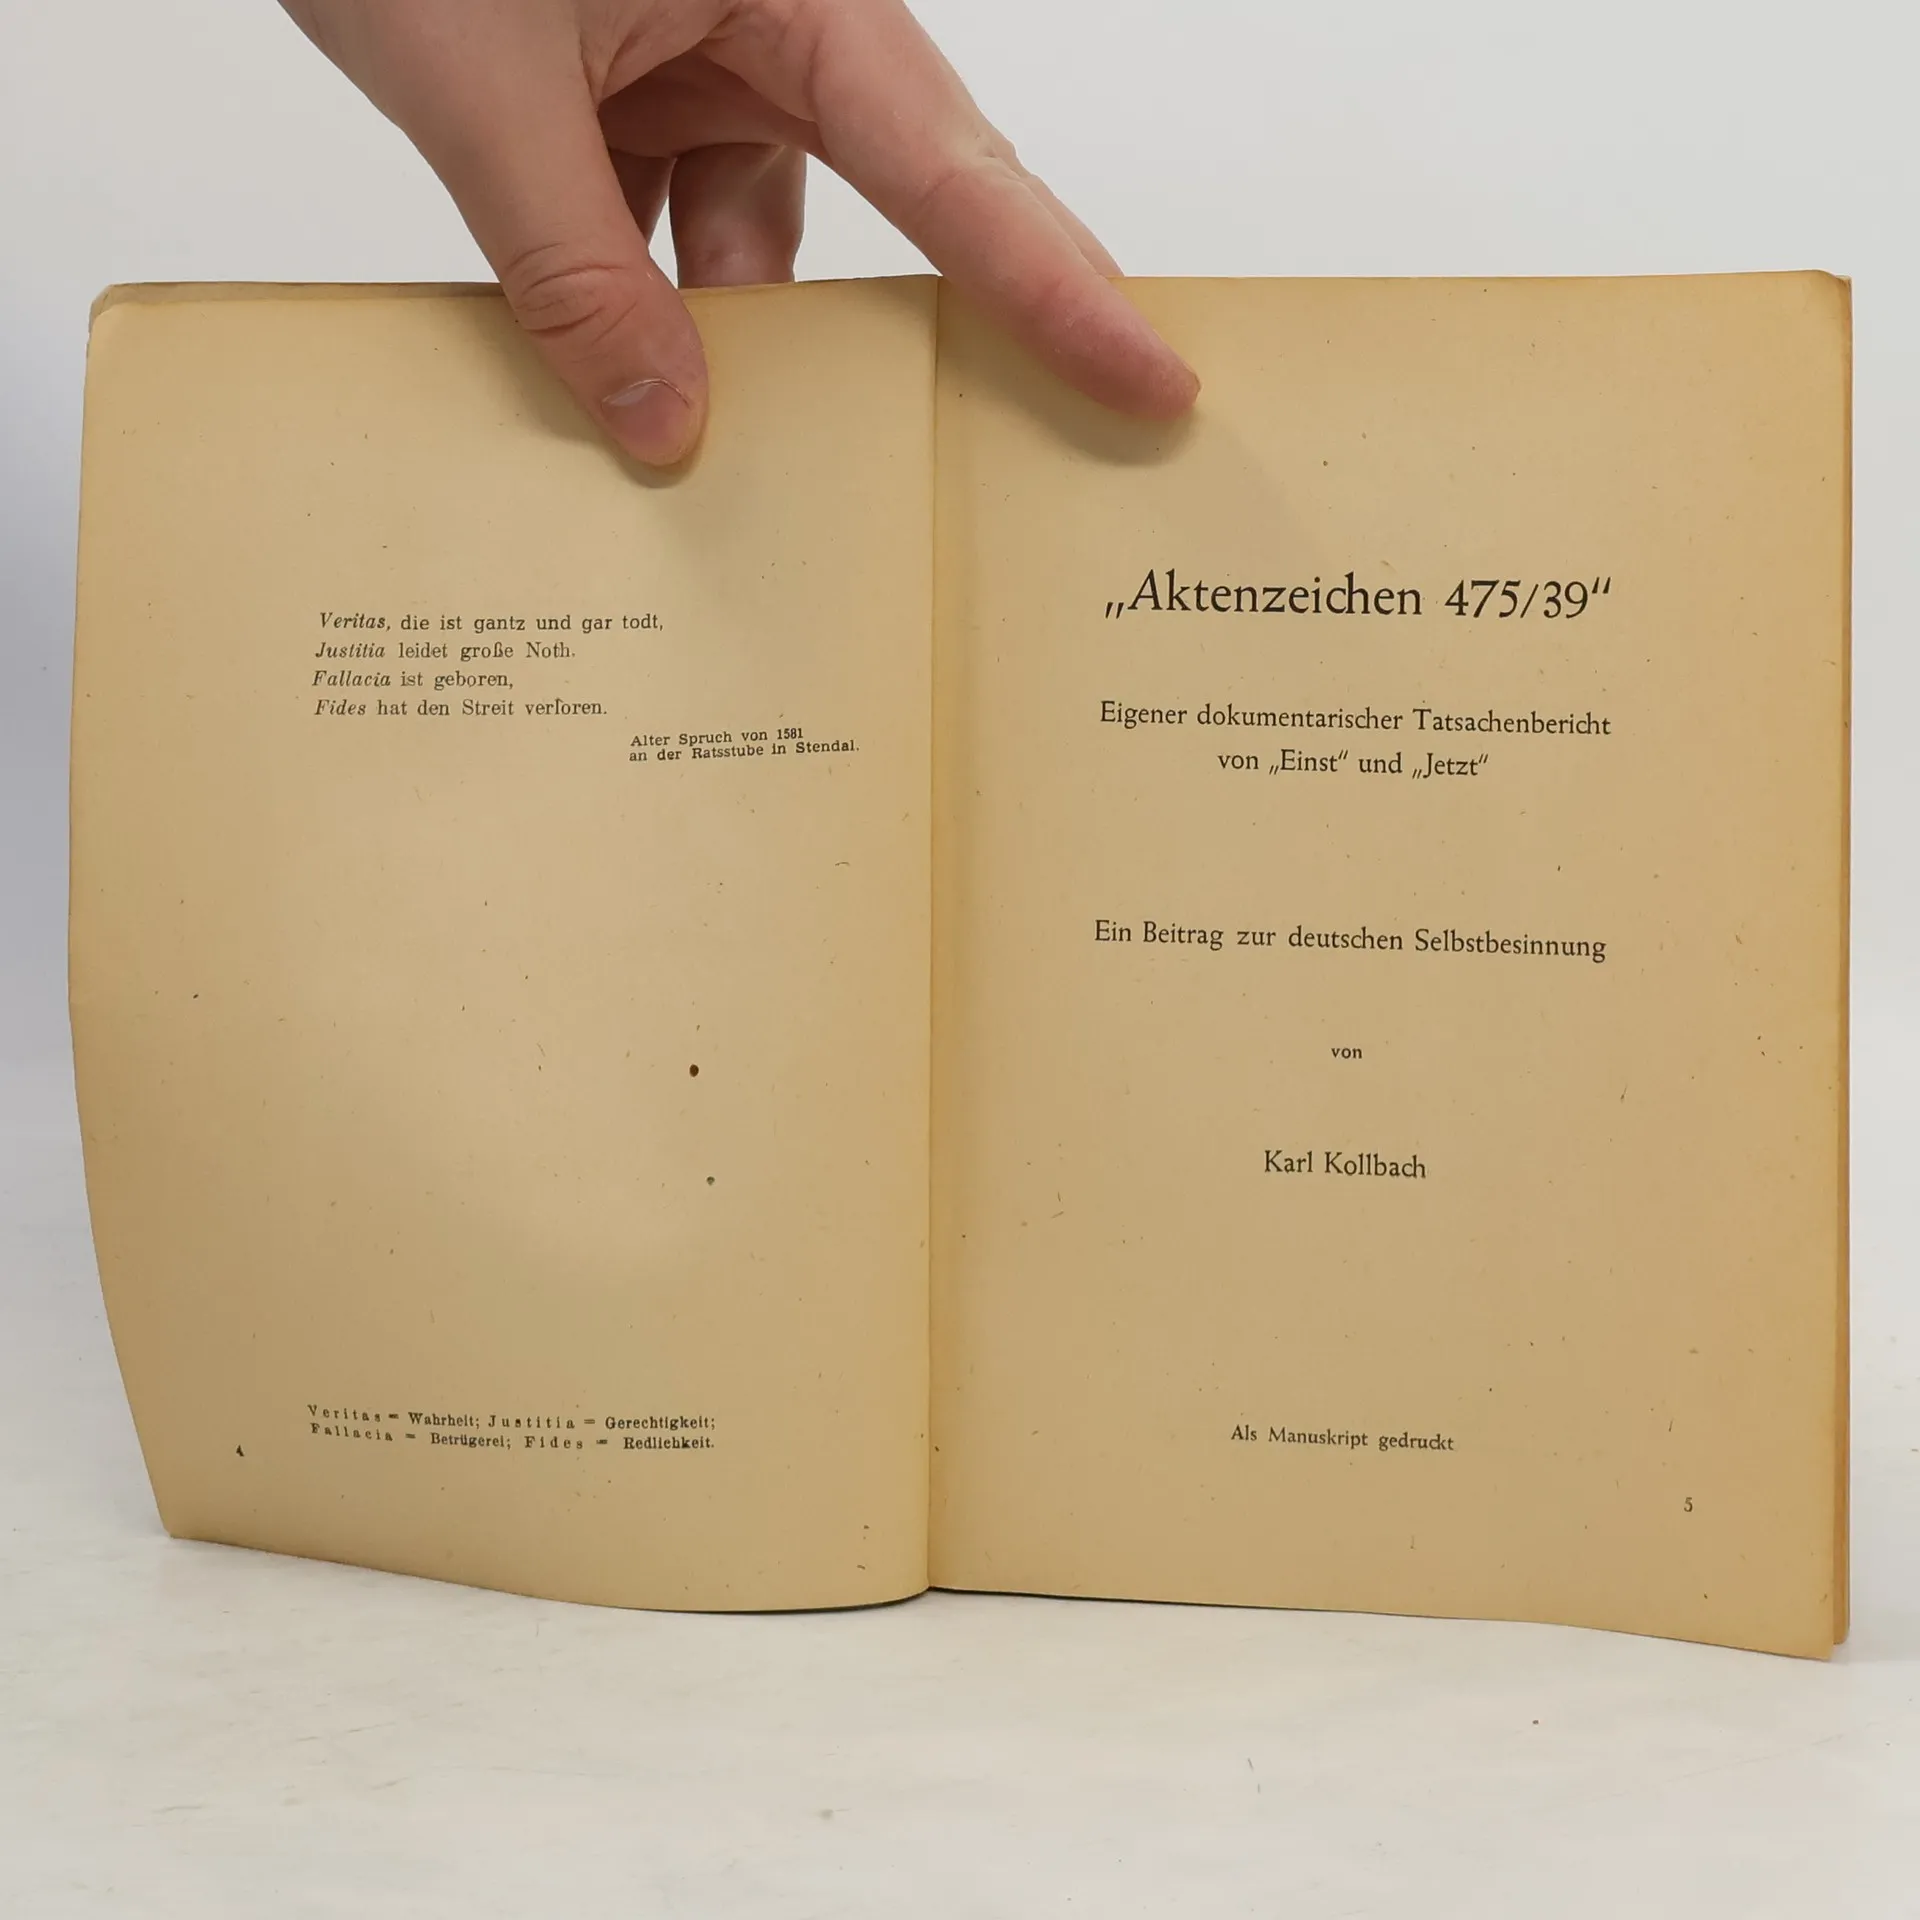 Veritas, die ist gantz und gar todt,
Justitia leidet große Noth.
Fallacia ist geboren,
Fides hat den Streit verloren.
Alter Spruch von 1581
an der Ratsstube in Stendal.
Veritas = Wahrheit; Justitia = Gerechtigkeit;
Fallacia = Betrügerei; Fides = Redlichkeit.
4
„Aktenzeichen 475/39“
Eigener dokumentarischer Tatsachenbericht
von „Einst“ und „Jetzt“
Ein Beitrag zur deutschen Selbstbesinnung
von
Karl Kollbach
Als Manuskript gedruckt
5